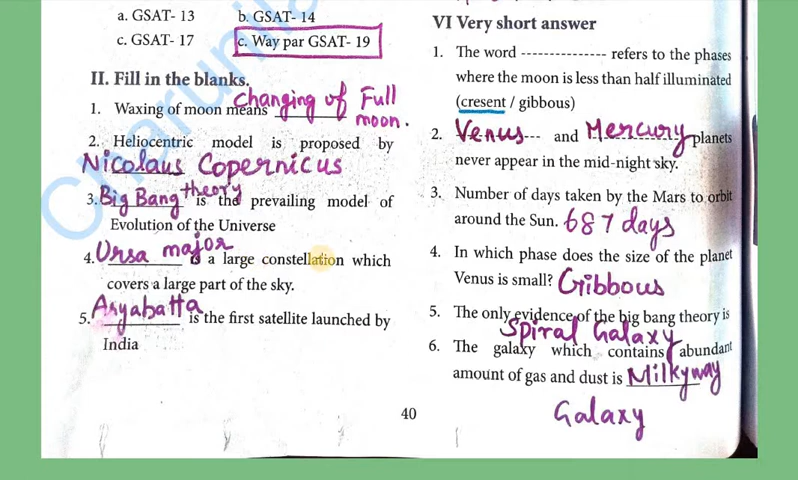 a. GSAT- 13 b. GSAT- 14
c. GSAT- 17 c. Way par GSAT- 19
II. Fill in the blanks.
1. Waxing of moon means changing of Full moon.
2. Heliocentric model is proposed by
Nicolaus Copernicus
3. Big Bang theory is the prevailing model of
Evolution of the Universe
4. Ursa major is a large constellation which
covers a large part of the sky.
5. Aryabatta is the first satellite launched by
India
VI Very short answer
1. The word --------------- refers to the phases
where the moon is less than half illuminated
(cresent / gibbous)
2. Venus--- and Mercury planets
never appear in the mid-night sky.
3. Number of days taken by the Mars to orbit
around the Sun. 687 days
4. In which phase does the size of the planet
Venus is small? Gibbous
5. The only evidence of the big bang theory is
Spiral Galaxy
6. The galaxy which contains abundant
amount of gas and dust is Milkyway
Galaxy
40